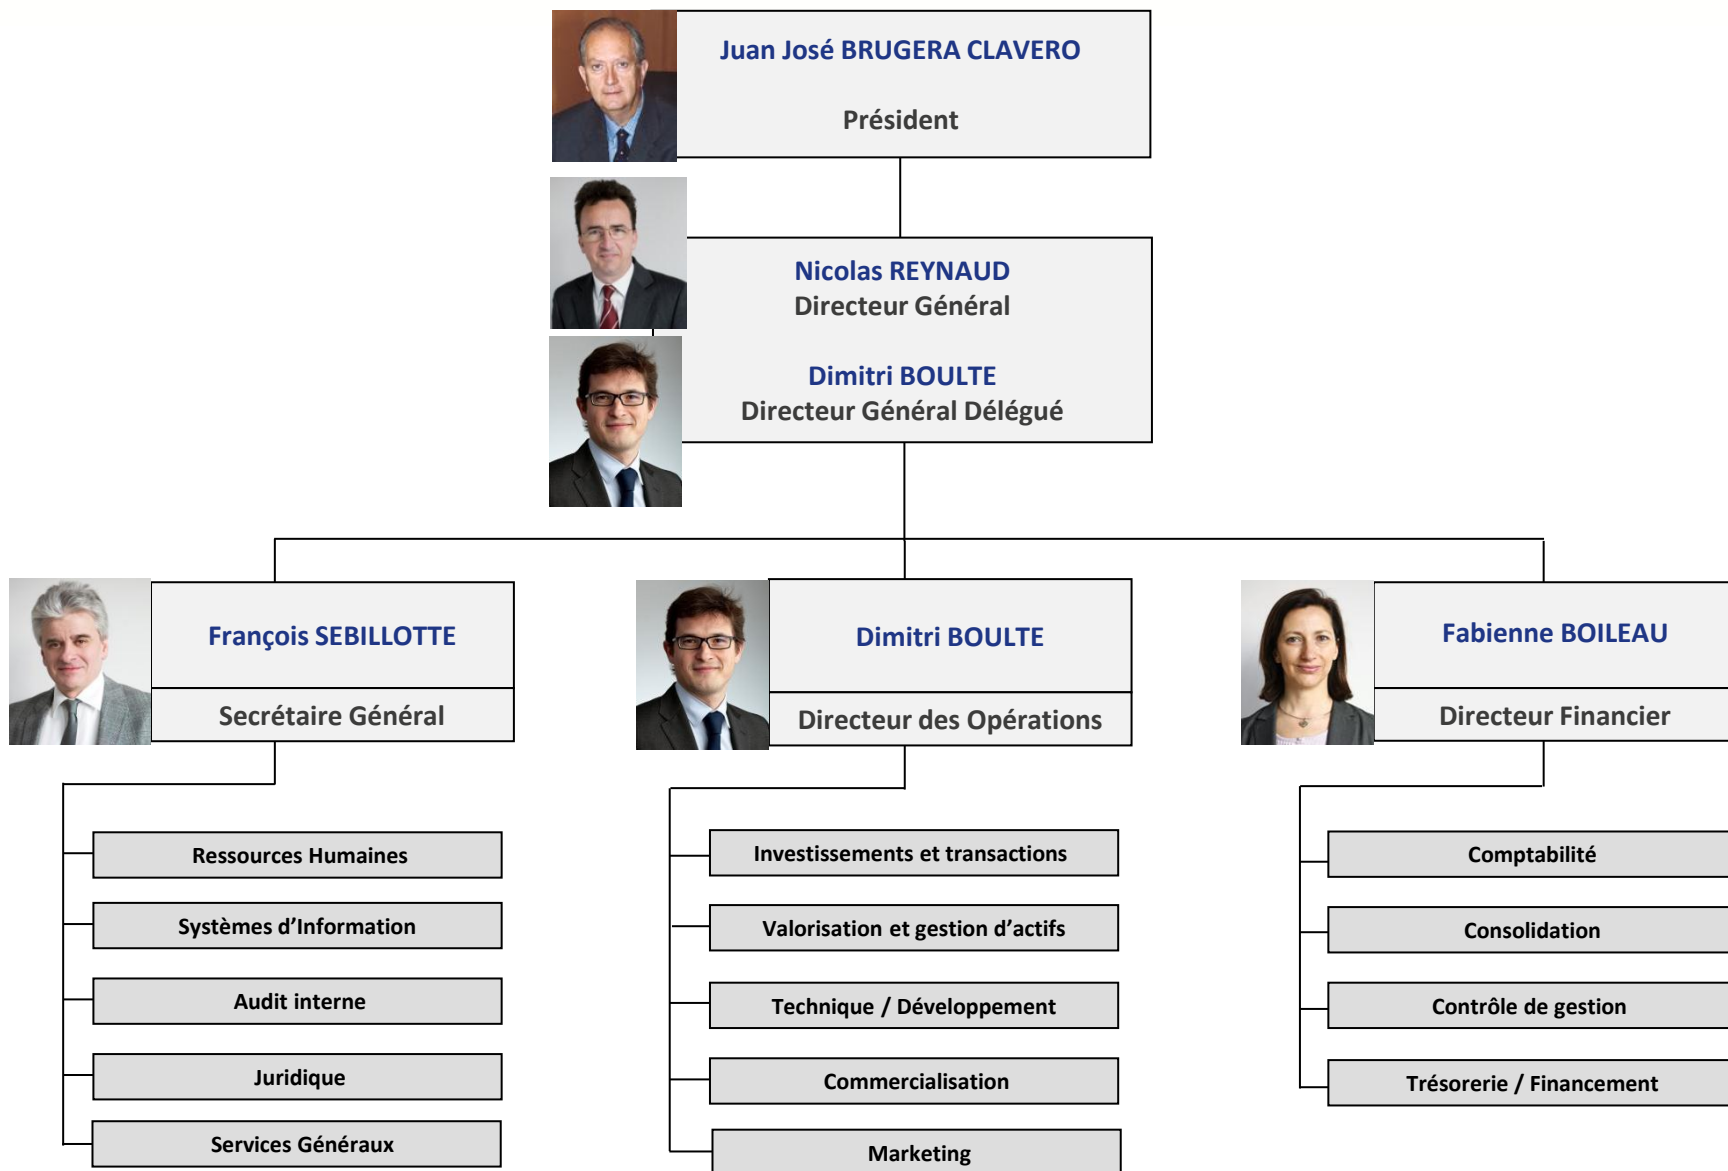 Juan José BRUGERA CLAVERO
Président
Nicolas REYNAUD
Directeur Général
Dimitri BOULTE
Directeur Général Délégué
François SEBILLOTTE
Secrétaire Général
Ressources Humaines
Systèmes d’Information
Audit interne
Juridique
Services Généraux
Dimitri BOULTE
Directeur des Opérations
Investissements et transactions
Valorisation et gestion d’actifs
Technique / Développement
Commercialisation
Marketing
Fabienne BOILEAU
Directeur Financier
Comptabilité
Consolidation
Contrôle de gestion
Trésorerie / Financement